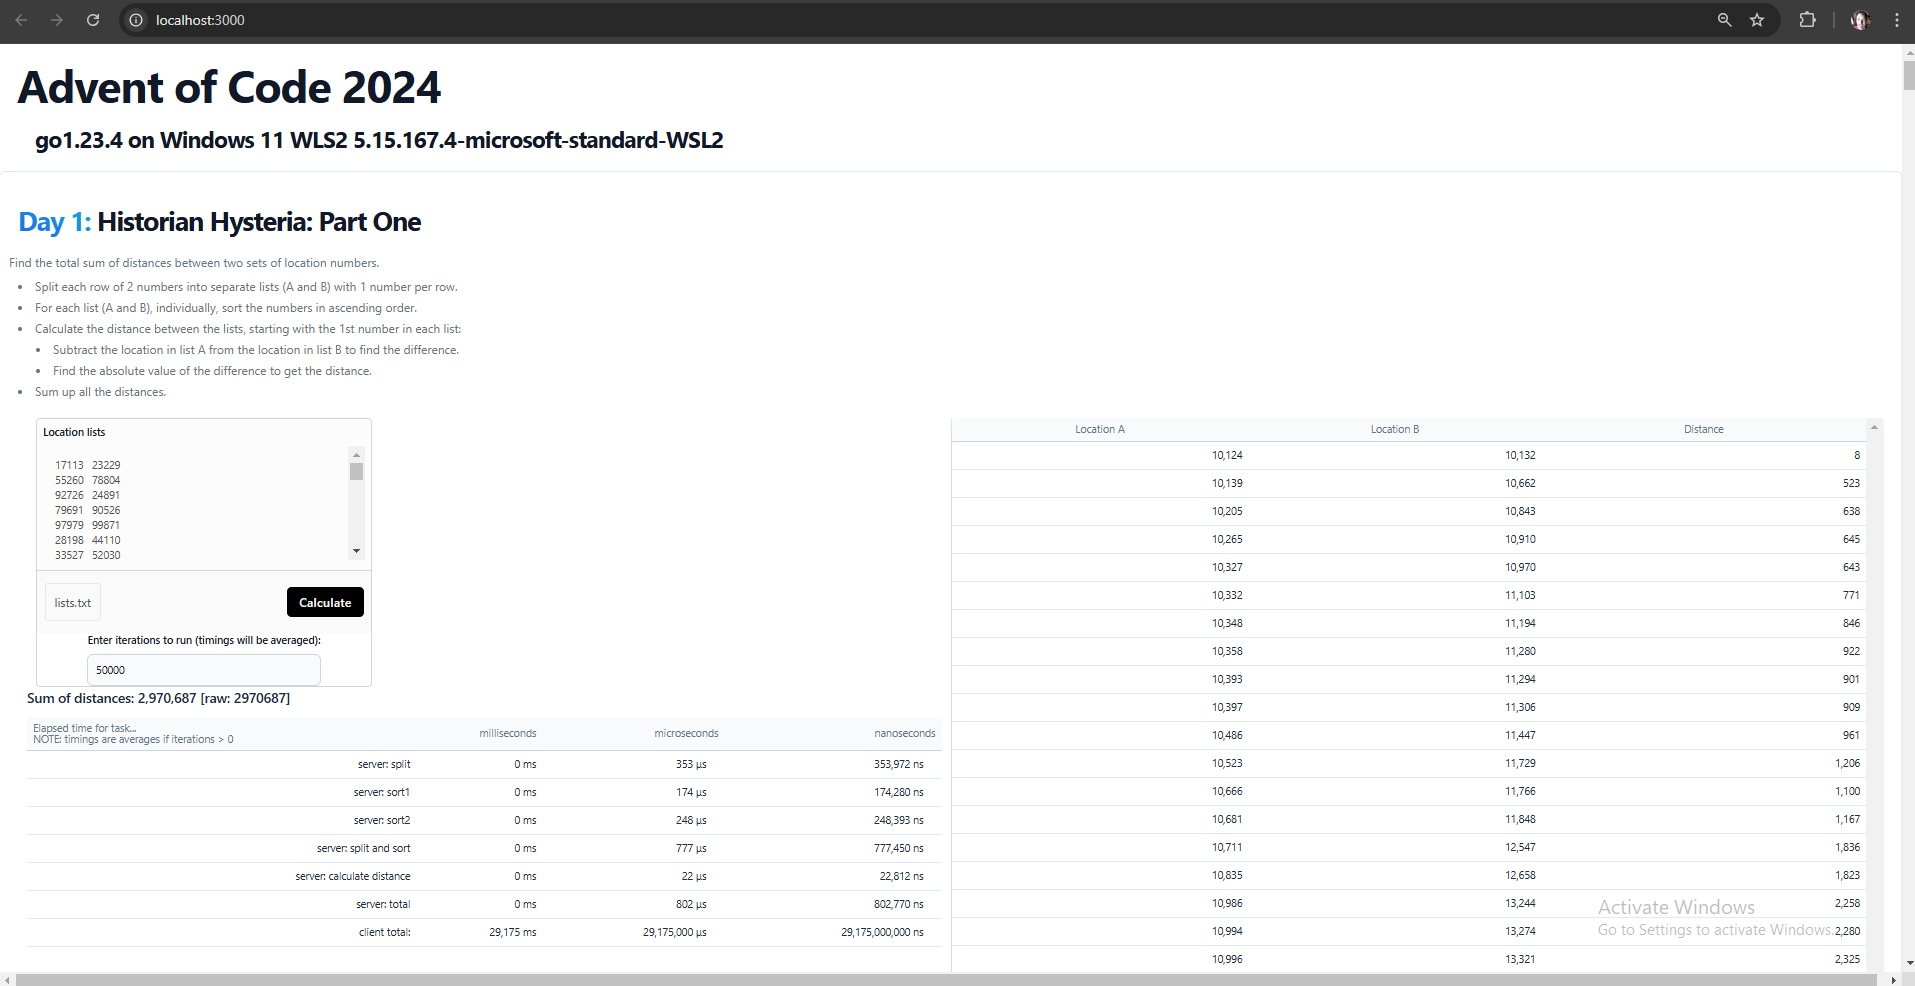 localhost:3000
Advent of Code 2024
go1.23.4 on Windows 11 WLS2 5.15.167.4-microsoft-standard-WSL2
Day 1: Historian Hysteria: Part One
Find the total sum of distances between two sets of location numbers.
• Split each row of 2 numbers into separate lists (A and B) with 1 number per row.
• For each list (A and B), individually, sort the numbers in ascending order.
• Calculate the distance between the lists, starting with the 1st number in each list:
• Subtract the location in list A from the location in list B to find the difference.
• Find the absolute value of the difference to get the distance.
• Sum up all the distances.
Location lists
17113 23229
55260 78804
92726 24891
79691 90526
97979 99871
28198 44110
33527 52030
lists.txt Calculate
Enter iterations to run (timings will be averaged):
50000
Sum of distances: 2,970,687 [raw: 2970687]
Elapsed time for task...
NOTE: timings are averages if iterations > 0
milliseconds microseconds nanoseconds
server: split 0 ms 353 µs 353,972 ns
server: sort1 0 ms 174 µs 174,280 ns
server: sort2 0 ms 248 µs 248,393 ns
server: split and sort 0 ms 777 µs 777,450 ns
server: calculate distance 0 ms 22 µs 22,812 ns
server: total 0 ms 802 µs 802,770 ns
client total: 29,175 ms 29,175,000 µs 29,175,000,000 ns
Location A Location B Distance
10,124 10,132 8
10,139 10,662 523
10,205 10,843 638
10,265 10,910 645
10,327 10,970 643
10,332 11,103 771
10,348 11,194 846
10,358 11,280 922
10,393 11,294 901
10,397 11,306 909
10,486 11,447 961
10,523 11,729 1,206
10,666 11,766 1,100
10,681 11,848 1,167
10,711 12,547 1,836
10,835 12,658 1,823
10,986 13,244 2,258
10,994 13,274 2,280
10,996 13,321 2,325
Activate Windows
Go to Settings to activate Windows.